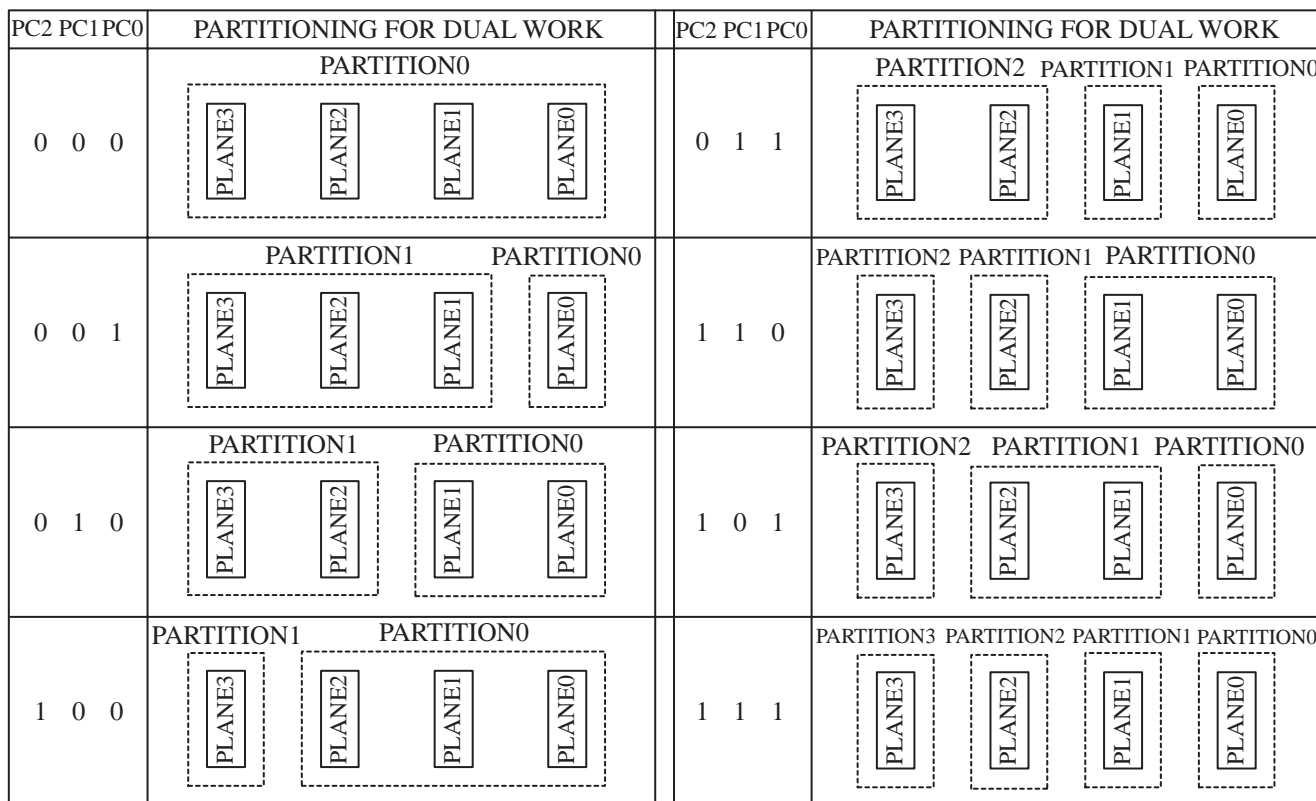 PC2 PC1PC0 PARTITIONING FOR DUAL WORK PC2 PC1PC0 PARTITIONING FOR DUAL WORK
PARTITION0
0 0 0
PLANE3 PLANE2 PLANE1 PLANE0
PARTITION2 PARTITION1 PARTITION0
0 1 1
PLANE3 PLANE2 PLANE1 PLANE0
PARTITION1 PARTITION0
0 0 1
PLANE3 PLANE2 PLANE1 PLANE0
PARTITION2 PARTITION1 PARTITION0
1 1 0
PLANE3 PLANE2 PLANE1 PLANE0
PARTITION1 PARTITION0
0 1 0
PLANE3 PLANE2 PLANE1 PLANE0
PARTITION2 PARTITION1 PARTITION0
1 0 1
PLANE3 PLANE2 PLANE1 PLANE0
PARTITION1 PARTITION0
1 0 0
PLANE3 PLANE2 PLANE1 PLANE0
PARTITION3 PARTITION2 PARTITION1 PARTITION0
1 1 1
PLANE3 PLANE2 PLANE1 PLANE0